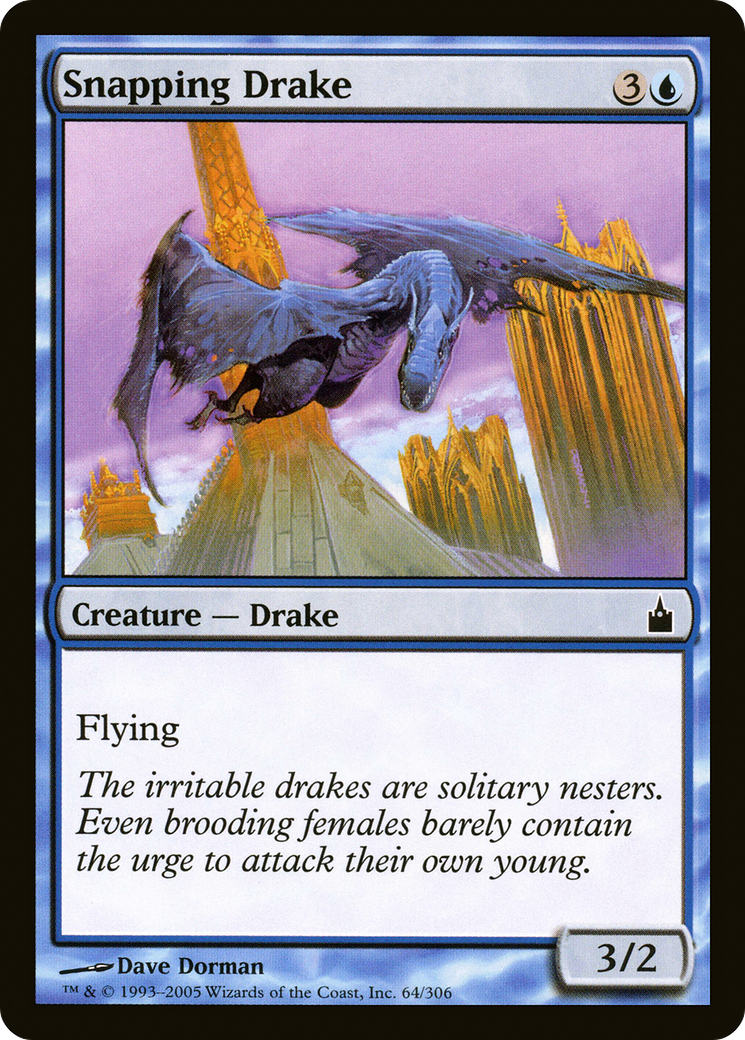 Snapping Drake 3
Creature — Drake
Flying
The irritable drakes are solitary nesters.
Even brooding females barely contain
the urge to attack their own young.
3/2
Dave Dorman
™ & © 1993–2005 Wizards of the Coast, Inc. 64/306